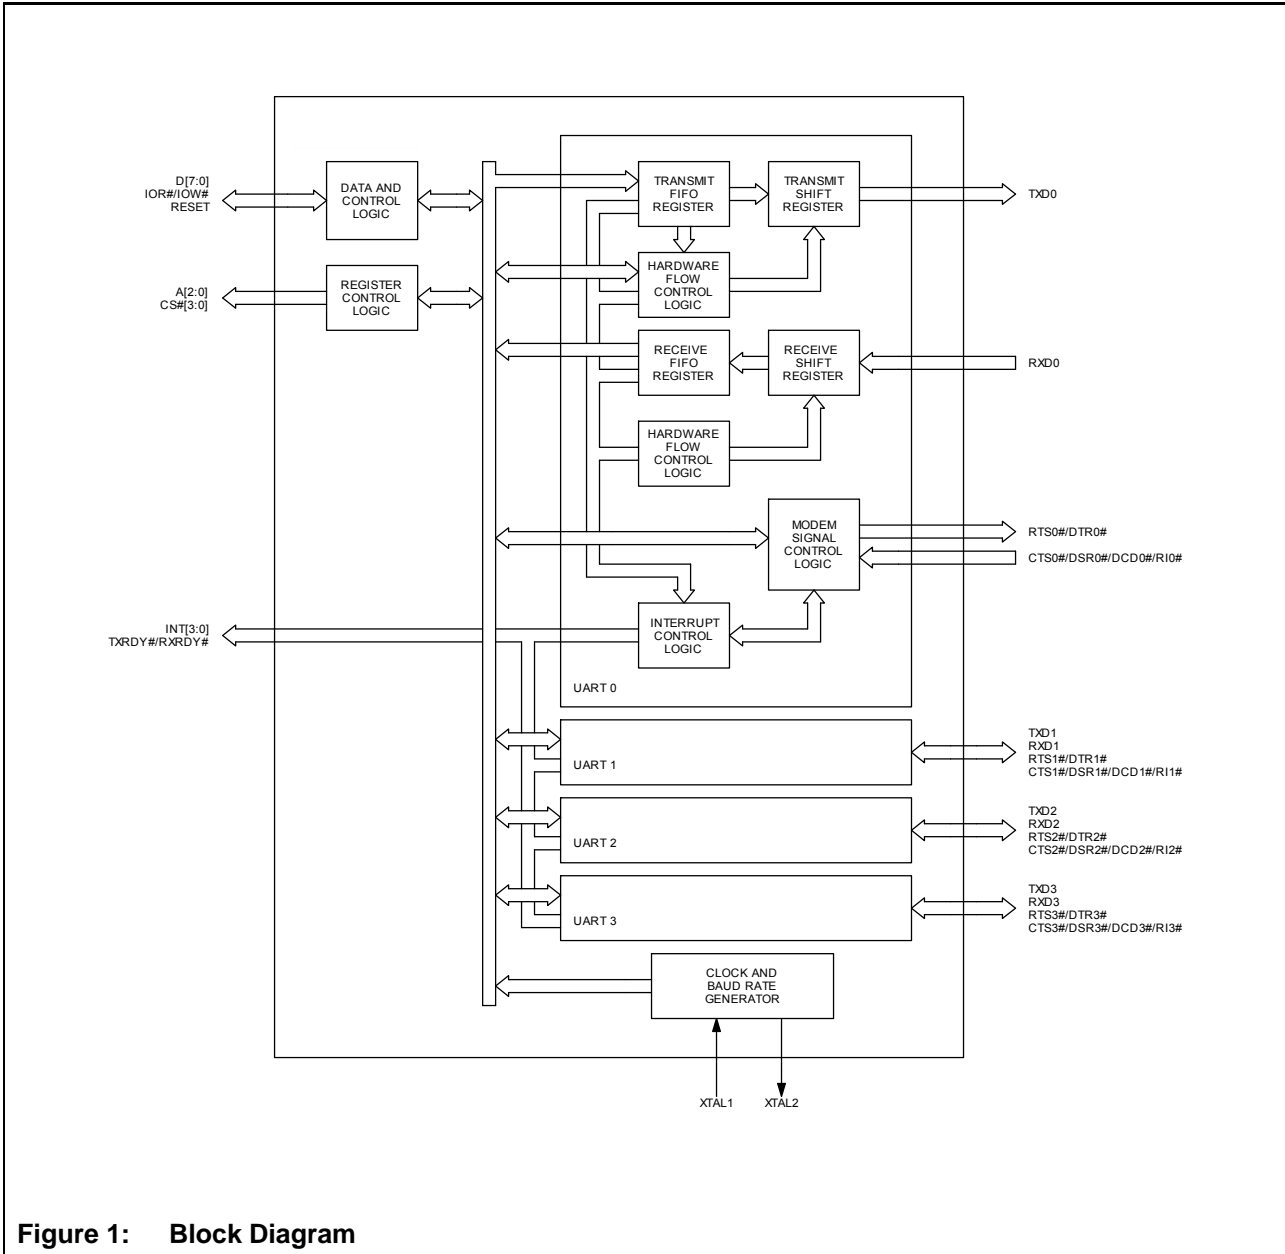 D[7:0]
IOR#/IOW#
RESET
DATA AND
CONTROL
LOGIC
TRANSMIT
FIFO
REGISTER
TRANSMIT
SHIFT
REGISTER
TXD0
A[2:0]
CS#[3:0]
REGISTER
CONTROL
LOGIC
HARDWARE
FLOW
CONTROL
LOGIC
RECEIVE
FIFO
REGISTER
RECEIVE
SHIFT
REGISTER
RXD0
HARDWARE
FLOW
CONTROL
LOGIC
MODEM
SIGNAL
CONTROL
LOGIC
RTS0#/DTR0#
CTS0#/DSR0#/DCD0#/RI0#
INT[3:0]
TXRDY#/RXRDY#
INTERRUPT
CONTROL
LOGIC
UART 0
UART 1
TXD1
RXD1
RTS1#/DTR1#
CTS1#/DSR1#/DCD1#/RI1#
UART 2
TXD2
RXD2
RTS2#/DTR2#
CTS2#/DSR2#/DCD2#/RI2#
UART 3
TXD3
RXD3
RTS3#/DTR3#
CTS3#/DSR3#/DCD3#/RI3#
CLOCK AND
BAUD RATE
GENERATOR
XTAL1
XTAL2
Figure 1: Block Diagram